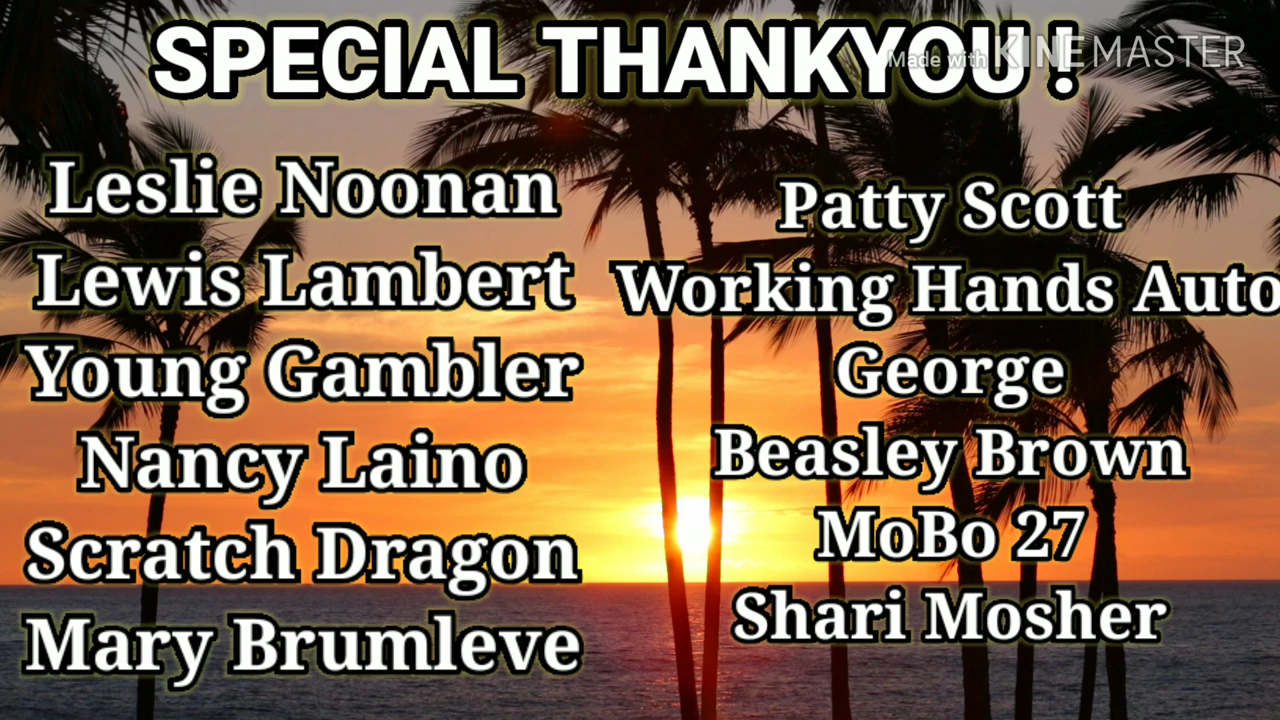 SPECIAL THANKYOU !
Made with KINEMASTER
Leslie Noonan
Lewis Lambert
Young Gambler
Nancy Laino
Scratch Dragon
Mary Brumleve
Patty Scott
Working Hands Auto
George
Beasley Brown
MoBo 27
Shari Mosher